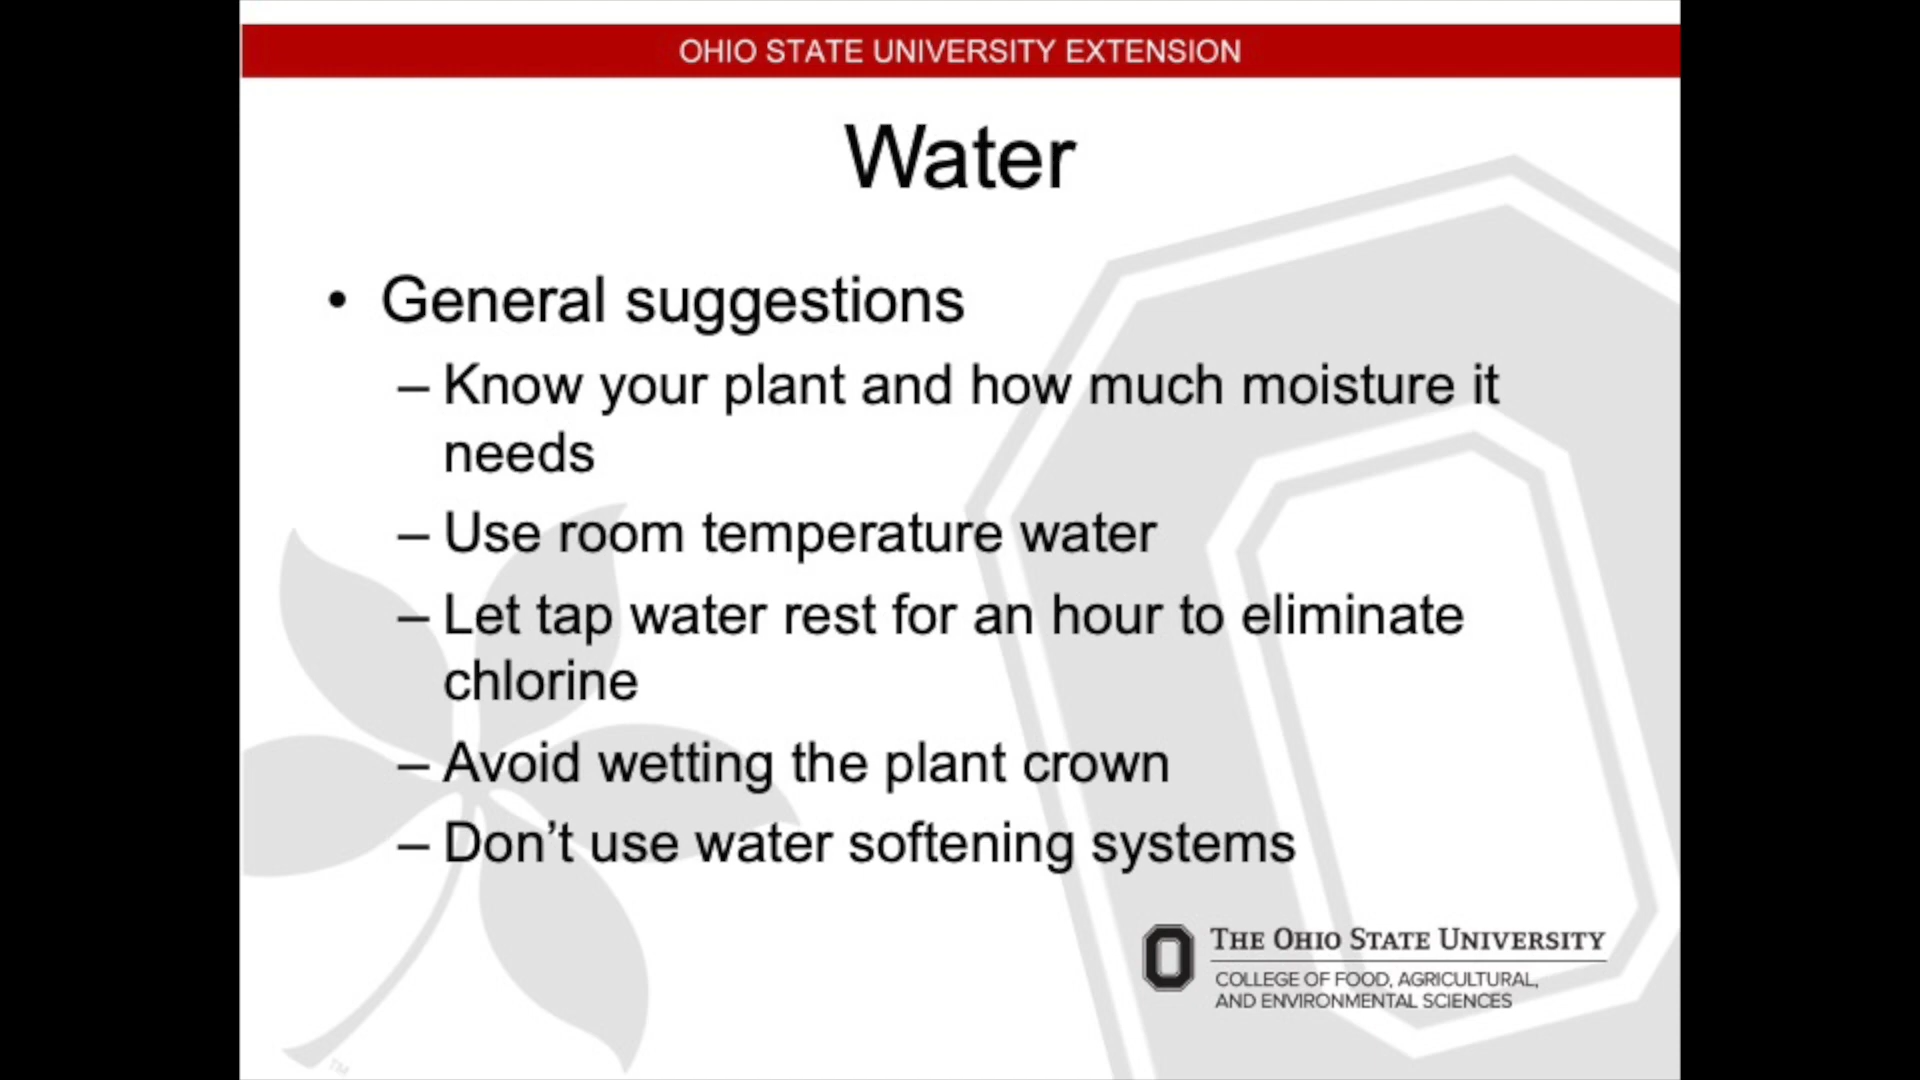 OHIO STATE UNIVERSITY EXTENSION
Water
• General suggestions
– Know your plant and how much moisture it
needs
– Use room temperature water
– Let tap water rest for an hour to eliminate
chlorine
– Avoid wetting the plant crown
– Don’t use water softening systems
THE OHIO STATE UNIVERSITY
COLLEGE OF FOOD, AGRICULTURAL,
AND ENVIRONMENTAL SCIENCES
TM